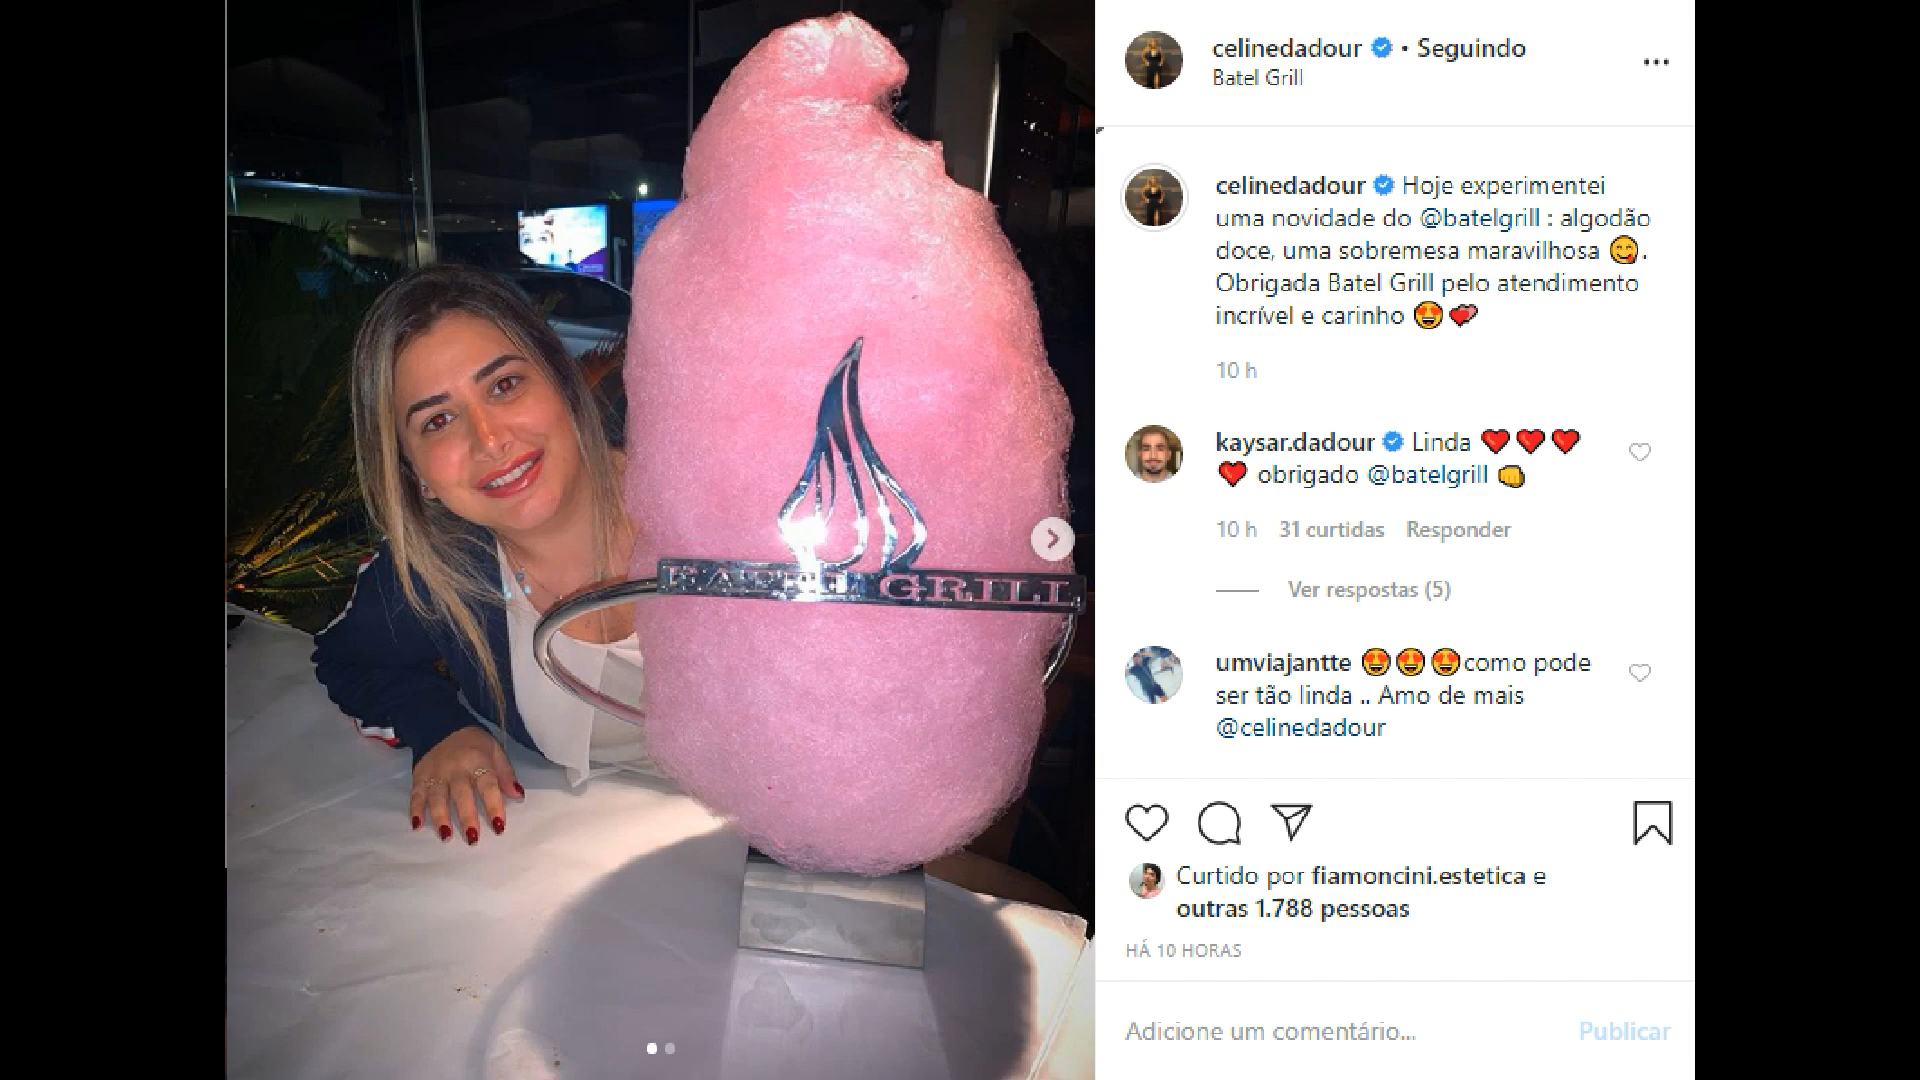 BATEL GRILL
celinedadour • Seguindo
Batel Grill
celinedadour Hoje experimentei
uma novidade do @batelgrill : algodão
doce, uma sobremesa maravilhosa 😋.
Obrigada Batel Grill pelo atendimento
incrível e carinho 😍💕
10 h
kaysar.dadour Linda ❤️❤️❤️
❤️ obrigado @batelgrill 👊
10 h 31 curtidas Responder
Ver respostas (5)
umviajantte 😍😍😍como pode
ser tão linda .. Amo de mais
@celinedadour
Curtido por fiamoncini.estetica e
outras 1.788 pessoas
HÁ 10 HORAS
Adicione um comentário... Publicar